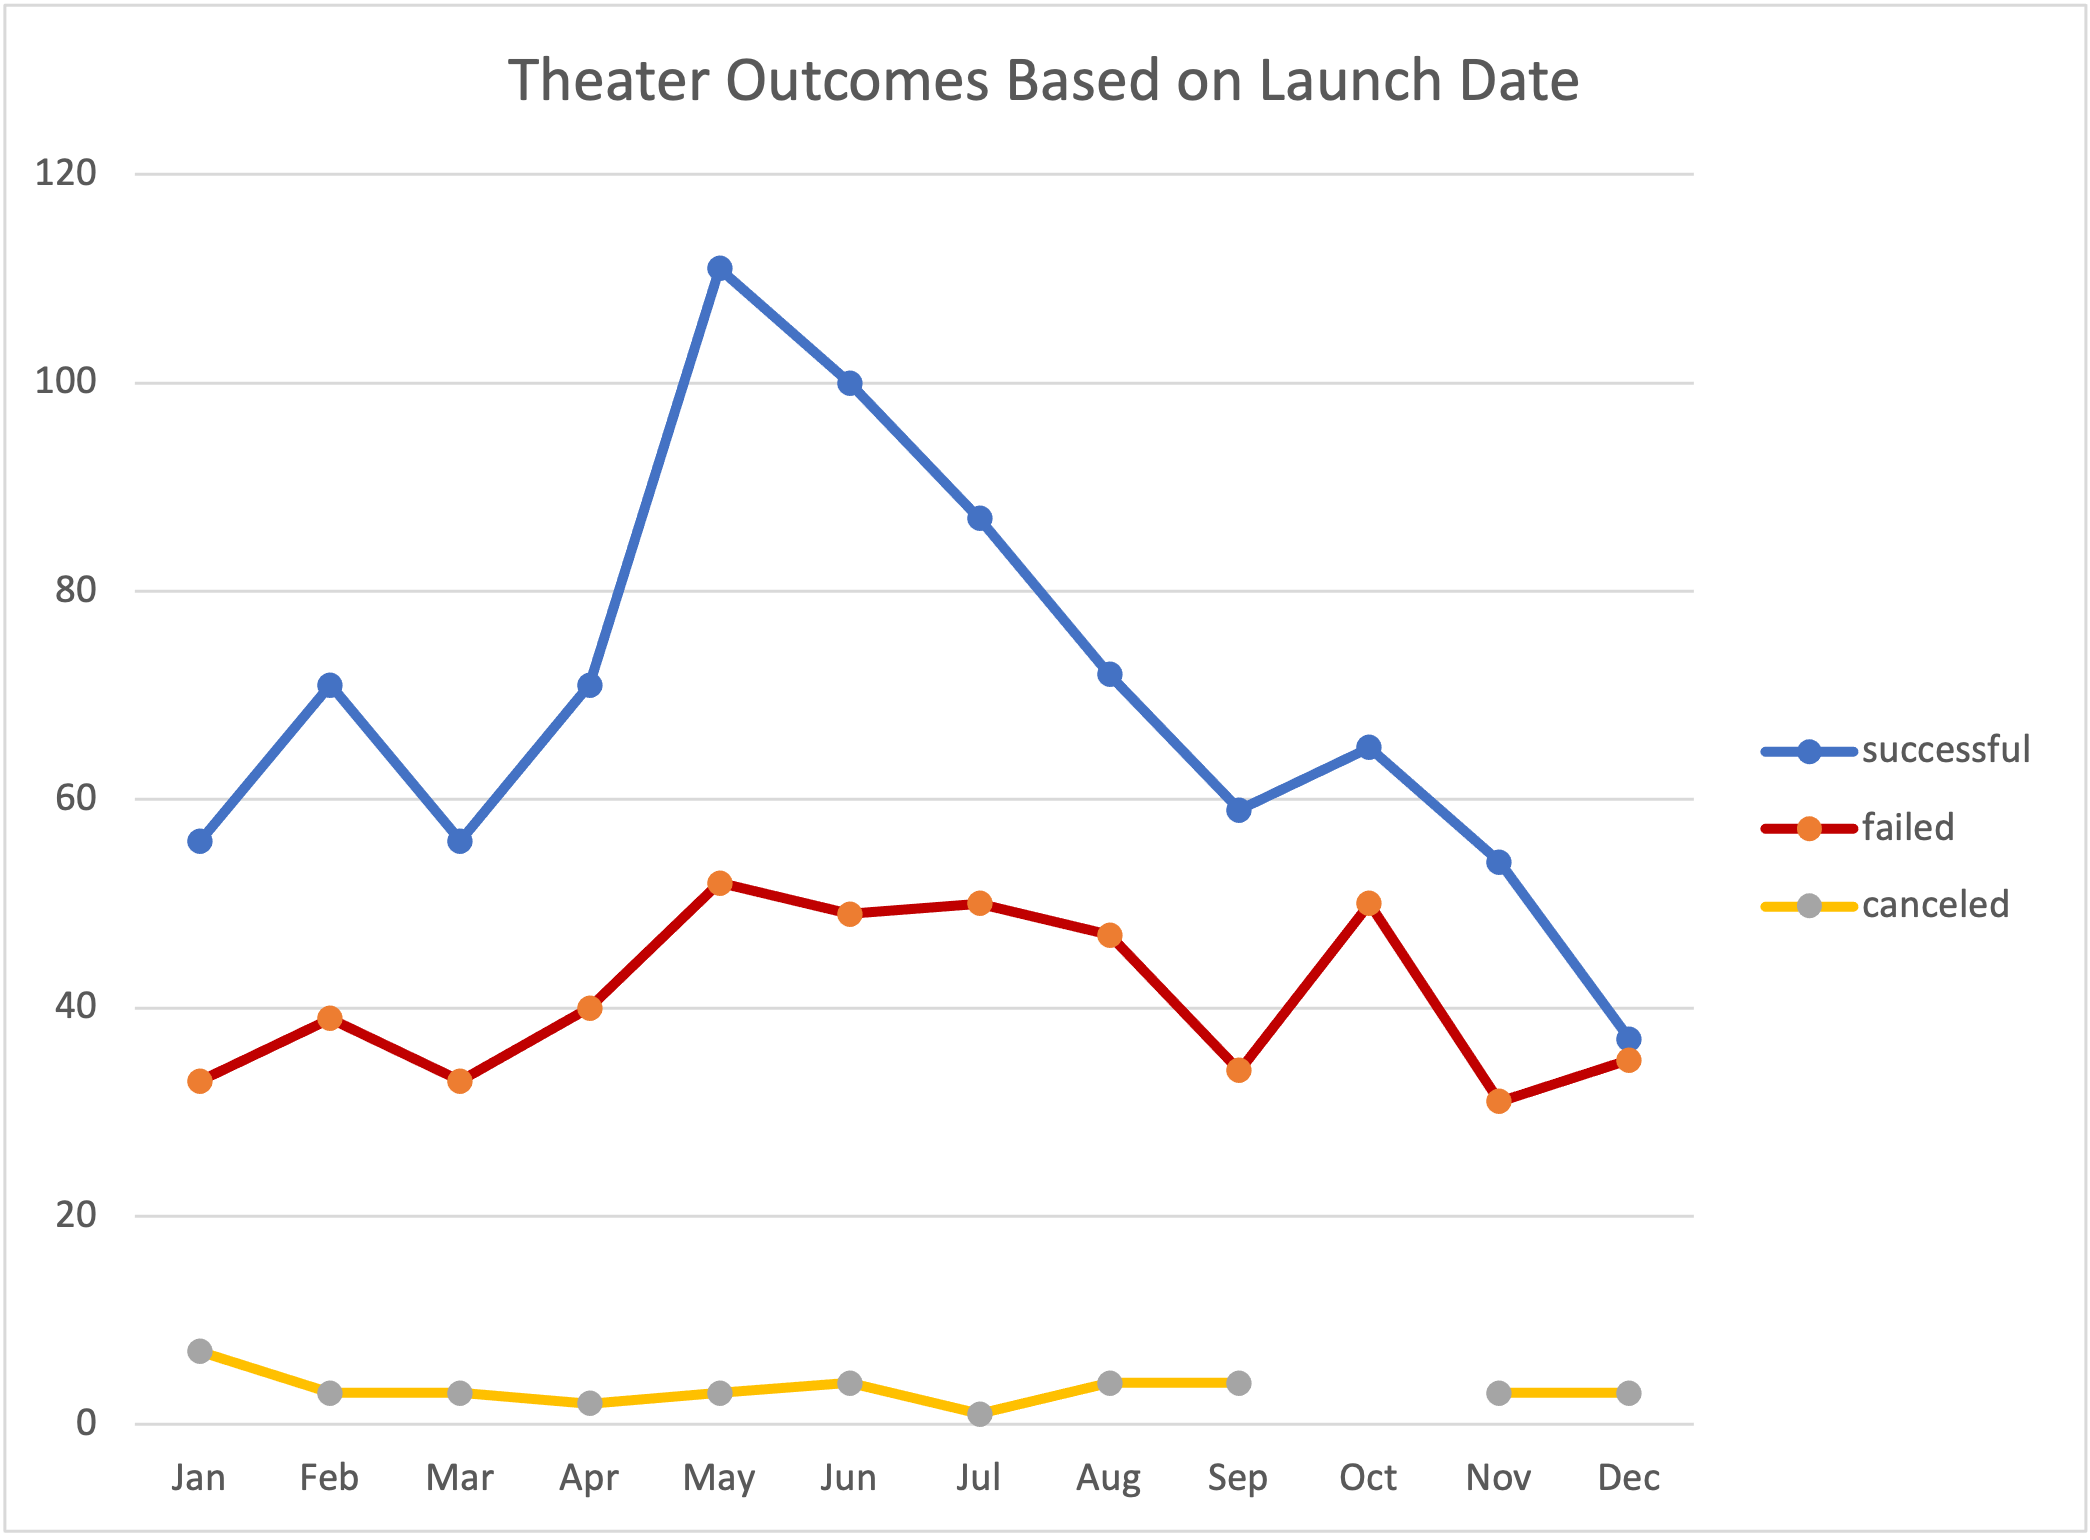 Theater Outcomes Based on Launch Date
120
100
80
60
40
20
0
Jan Feb Mar Apr May Jun Jul Aug Sep Oct Nov Dec
successful
failed
canceled